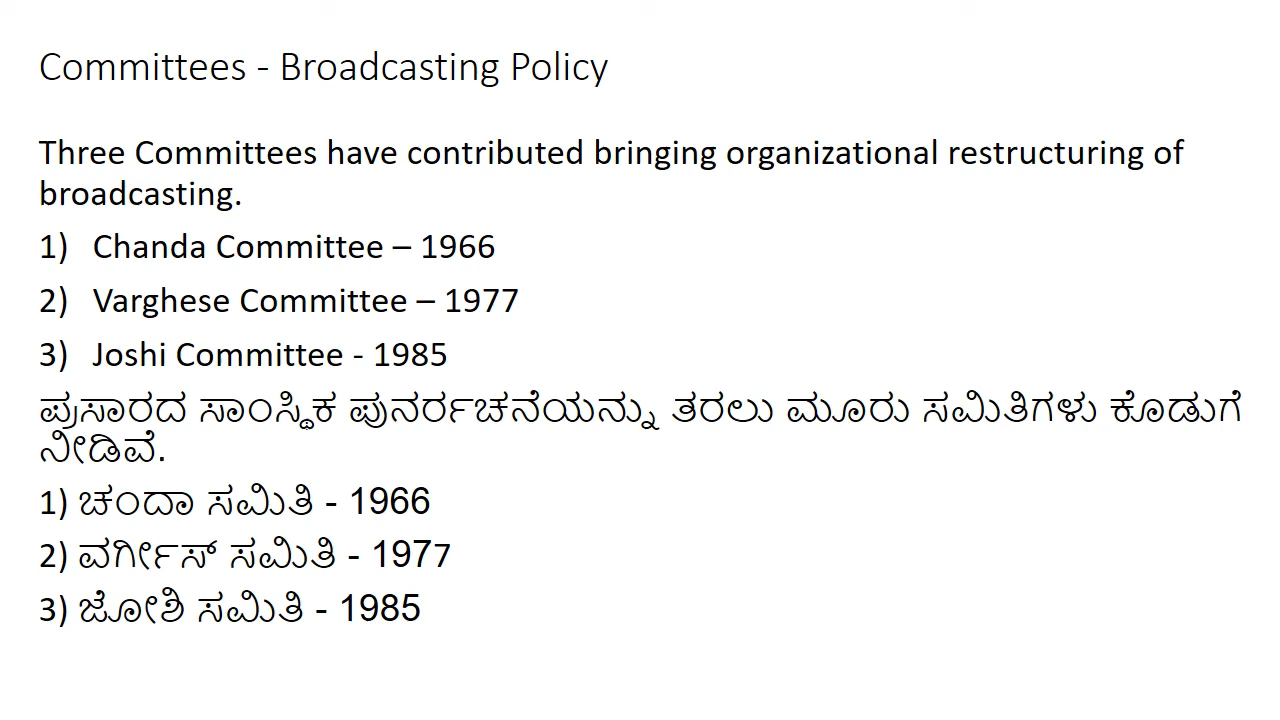 Committees - Broadcasting Policy
Three Committees have contributed bringing organizational restructuring of
broadcasting.
1) Chanda Committee – 1966
2) Varghese Committee – 1977
3) Joshi Committee - 1985
ಪ್ರಸಾರದ ಸಾಂಸ್ಥಿಕ ಪುನರ್ರಚನೆಯನ್ನು ತರಲು ಮೂರು ಸಮಿತಿಗಳು ಕೊಡುಗೆ
ನೀಡಿವೆ.
1) ಚಂದಾ ಸಮಿತಿ - 1966
2) ವರ್ಗೀಸ್ ಸಮಿತಿ - 1977
3) ಜೋಶಿ ಸಮಿತಿ - 1985